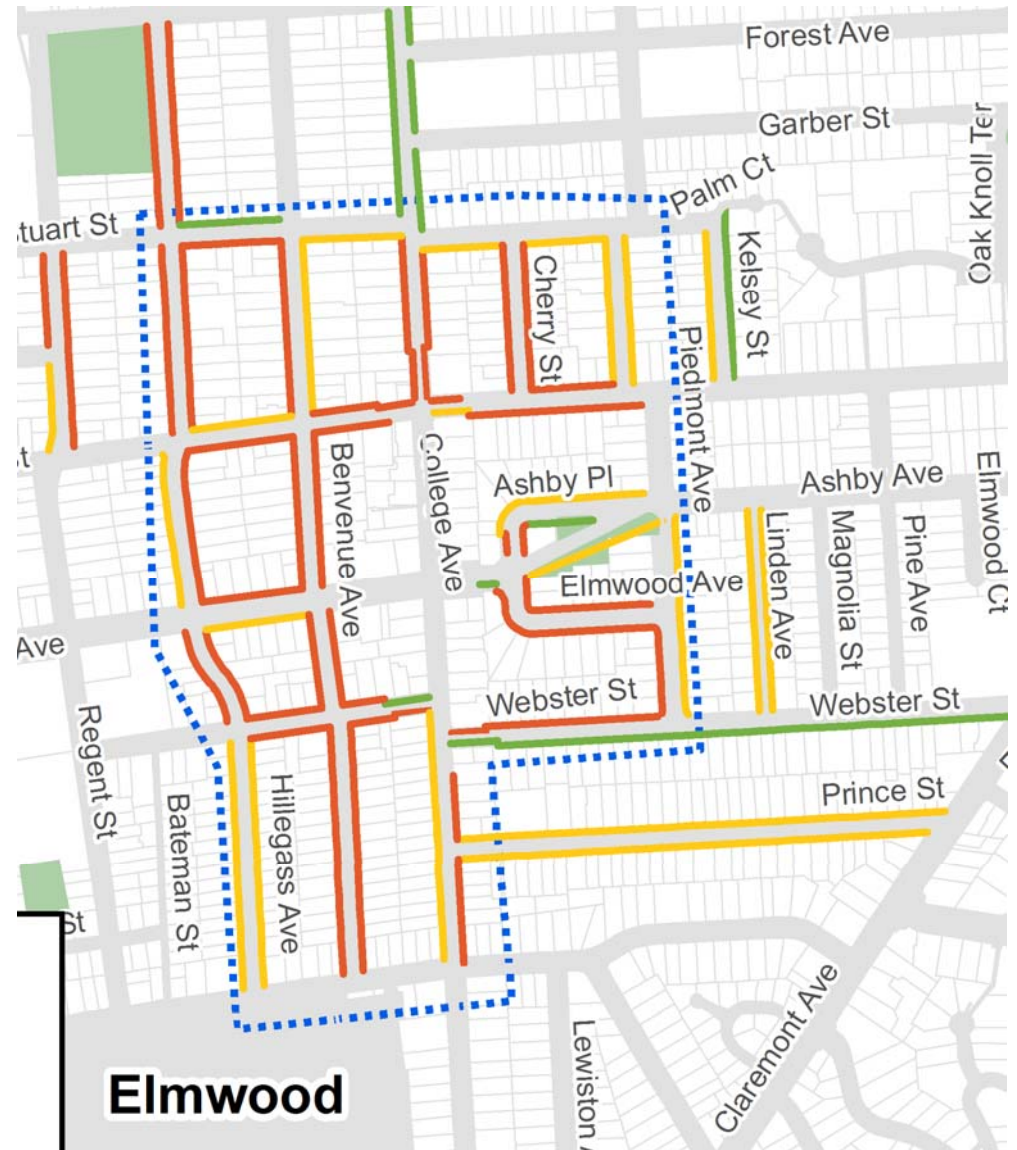 Forest Ave
Garber St
Oak Knoll Ter
Palm Ct
tuart St
Kelsey St
Cherry St
Piedmont Ave
t
College Ave
Benvenue Ave
Ashby Pl
Ashby Ave
Elmwood Ct
Linden Ave
Magnolia St
Pine Ave
Elmwood Ave
Ave
Webster St
Webster St
Regent St
Hillegass Ave
Bateman St
Prince St
St
Claremont Ave
Lewiston A
Elmwood